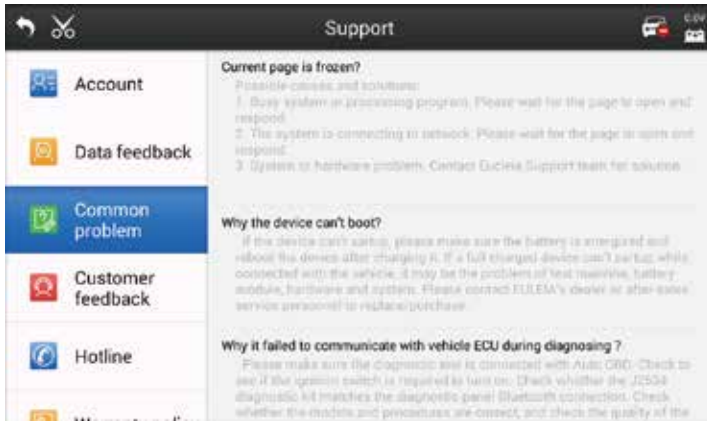 Support
0.0V
Account
Data feedback
Common
problem
Customer
feedback
Hotline
Current page is frozen?
Possible causes and solutions:
1. Busy system or processing program. Please wait for the page to open and
respond.
2. The system is connecting to network. Please wait for the page to open and
respond.
3. System to hardware problem. Contact Support team for solution.
Why the device can't boot?
If the device can't startup, please make sure the battery is energized and
reboot the device after charging it. If a full charged device can't startup while
connected with the vehicle, it may be the problem of test machine, battery
module, hardware and system. Please contact dealer or after-sales
service personnel to replace/purchase.
Why it failed to communicate with vehicle ECU during diagnosing ?
Please make sure the diagnostic line is connected with Auto OBD. Check to
see if the ignition switch is required to turn on. Check whether the J2534
diagnostic kit matches the diagnostic panel Bluetooth connection. Check
whether the models and procedures are correct, and check the quality of the